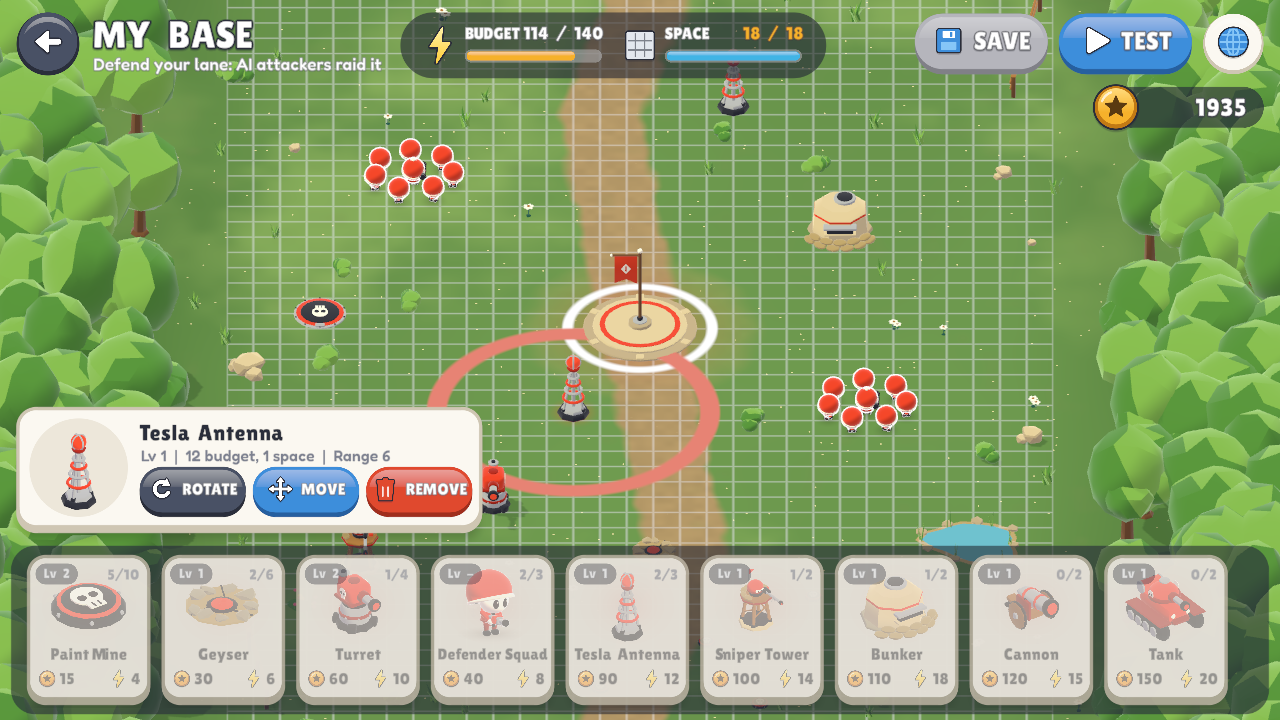 MY BASE
Defend your lane: AI attackers raid it
BUDGET 114 / 140
SPACE 18 / 18
SAVE
TEST
1935
Tesla Antenna
Lv 1 | 12 budget, 1 space | Range 6
ROTATE
MOVE
REMOVE
Lv 2 5/10
Paint Mine
15 4
Lv 1 2/6
Geyser
30 6
Lv 2 1/4
Turret
60 10
Lv - 2/3
Defender Squad
40 8
Lv 1 2/3
Tesla Antenna
90 12
Lv 1 1/2
Sniper Tower
100 14
Lv 1 1/2
Bunker
110 18
Lv 1 0/2
Cannon
120 15
Lv 1 0/2
Tank
150 20